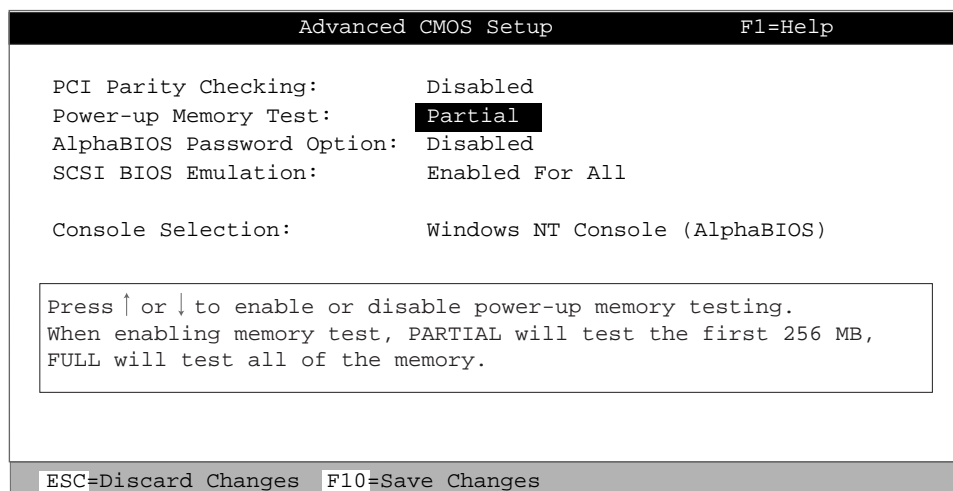 Advanced CMOS Setup F1=Help
PCI Parity Checking: Disabled
Power-up Memory Test: Partial
AlphaBIOS Password Option: Disabled
SCSI BIOS Emulation: Enabled For All
Console Selection: Windows NT Console (AlphaBIOS)
Press ↑ or ↓ to enable or disable power-up memory testing.
When enabling memory test, PARTIAL will test the first 256 MB,
FULL will test all of the memory.
ESC=Discard Changes F10=Save Changes